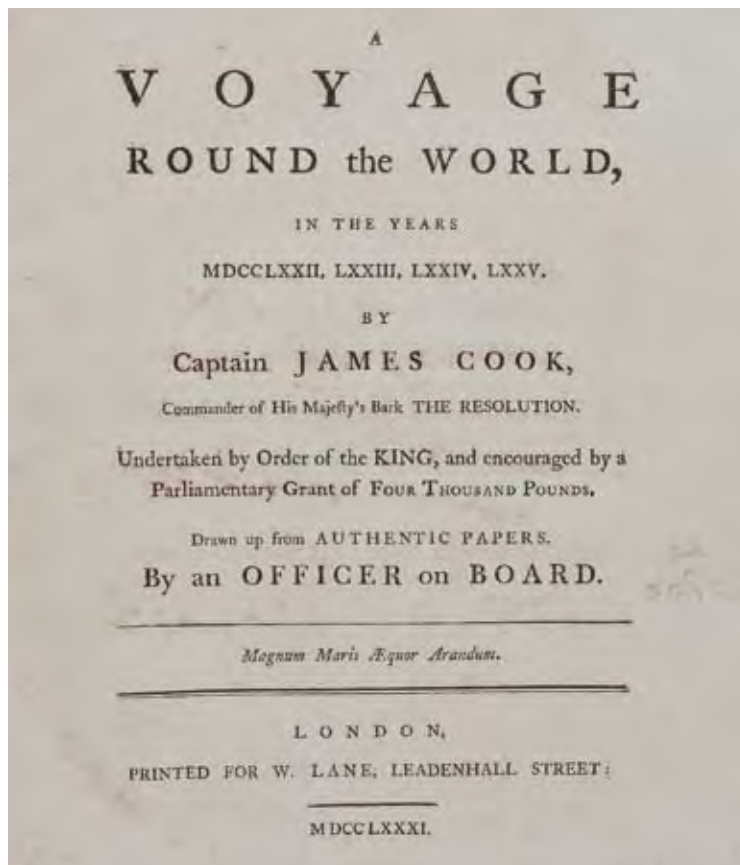 A
VOYAGE
ROUND the WORLD,
IN THE YEARS
MDCCLXXII, LXXIII, LXXIV, LXXV.
BY
Captain JAMES COOK,
Commander of His Majeſty's Bark THE RESOLUTION.
Undertaken by Order of the KING, and encouraged by a
Parliamentary Grant of FOUR THOUSAND POUNDS.
Drawn up from AUTHENTIC PAPERS.
By an OFFICER on BOARD.
Magnum Maris Æquor Arandum.
LONDON,
PRINTED FOR W. LANE, LEADENHALL STREET:
MDCCLXXXI.